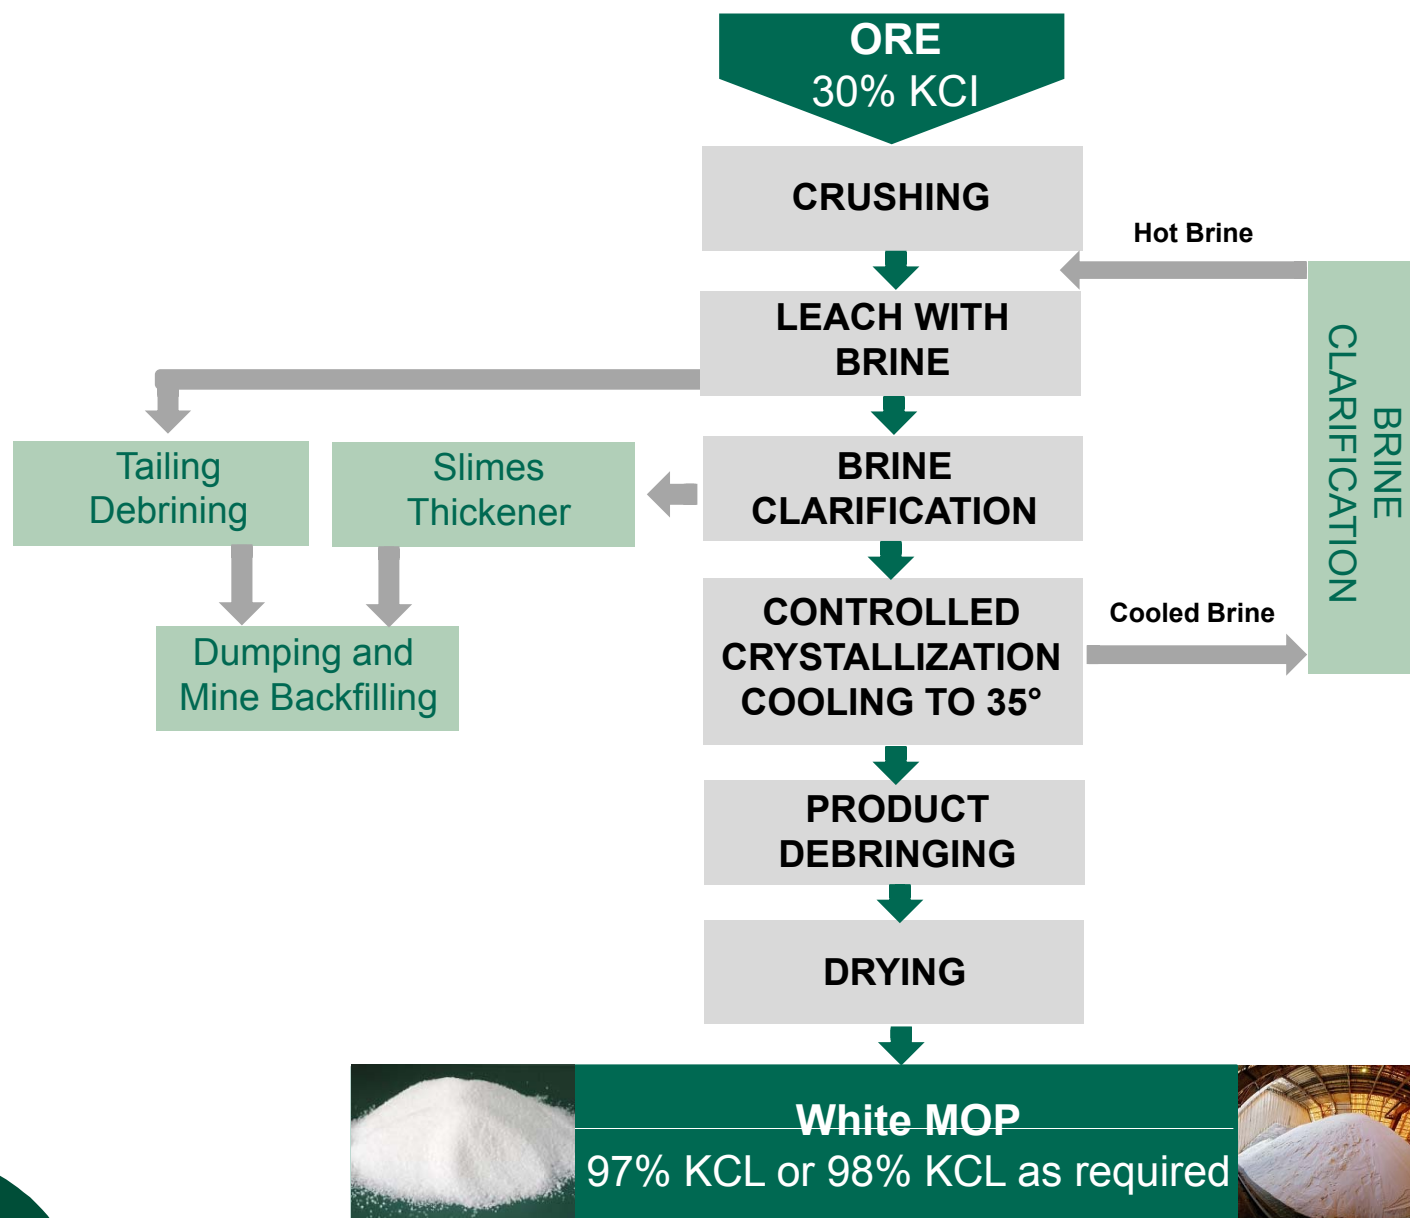 ORE
30% KCl
CRUSHING
Hot Brine
LEACH WITH
BRINE
BRINE
CLARIFICATION
Tailing
Debrining
Slimes
Thickener
BRINE
CLARIFICATION
CONTROLLED
CRYSTALLIZATION
COOLING TO 35°
Cooled Brine
Dumping and
Mine Backfilling
PRODUCT
DEBRINGING
DRYING
White MOP
97% KCL or 98% KCL as required